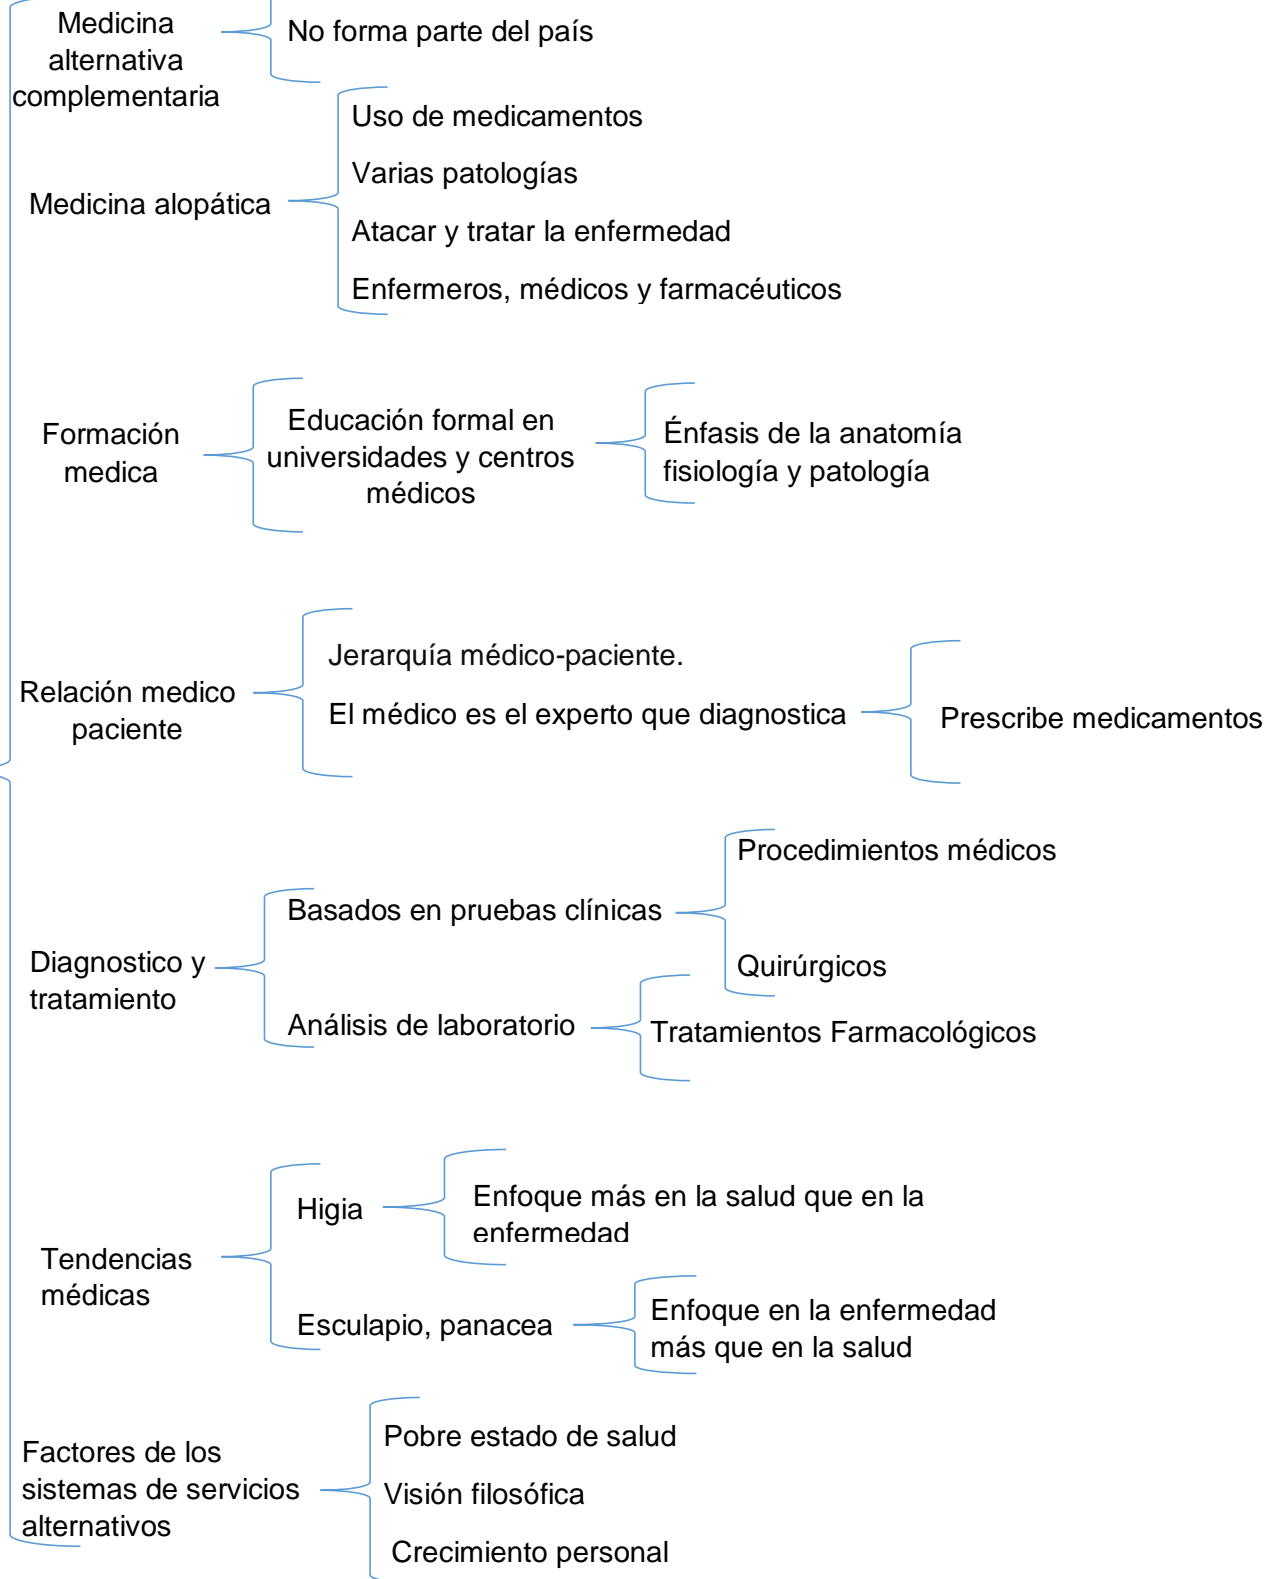 Medicina
alternativa
complementaria
No forma parte del país
Medicina alopática
Uso de medicamentos
Varias patologías
Atacar y tratar la enfermedad
Enfermeros, médicos y farmacéuticos
Formación
medica
Educación formal en
universidades y centros
médicos
Énfasis de la anatomía
fisiología y patología
Relación medico
paciente
Jerarquía médico-paciente.
El médico es el experto que diagnostica
Prescribe medicamentos
Diagnostico y
tratamiento
Basados en pruebas clínicas
Procedimientos médicos
Quirúrgicos
Análisis de laboratorio
Tratamientos Farmacológicos
Tendencias
médicas
Higia
Enfoque más en la salud que en la
enfermedad
Esculapio, panacea
Enfoque en la enfermedad
más que en la salud
Factores de los
sistemas de servicios
alternativos
Pobre estado de salud
Visión filosófica
Crecimiento personal